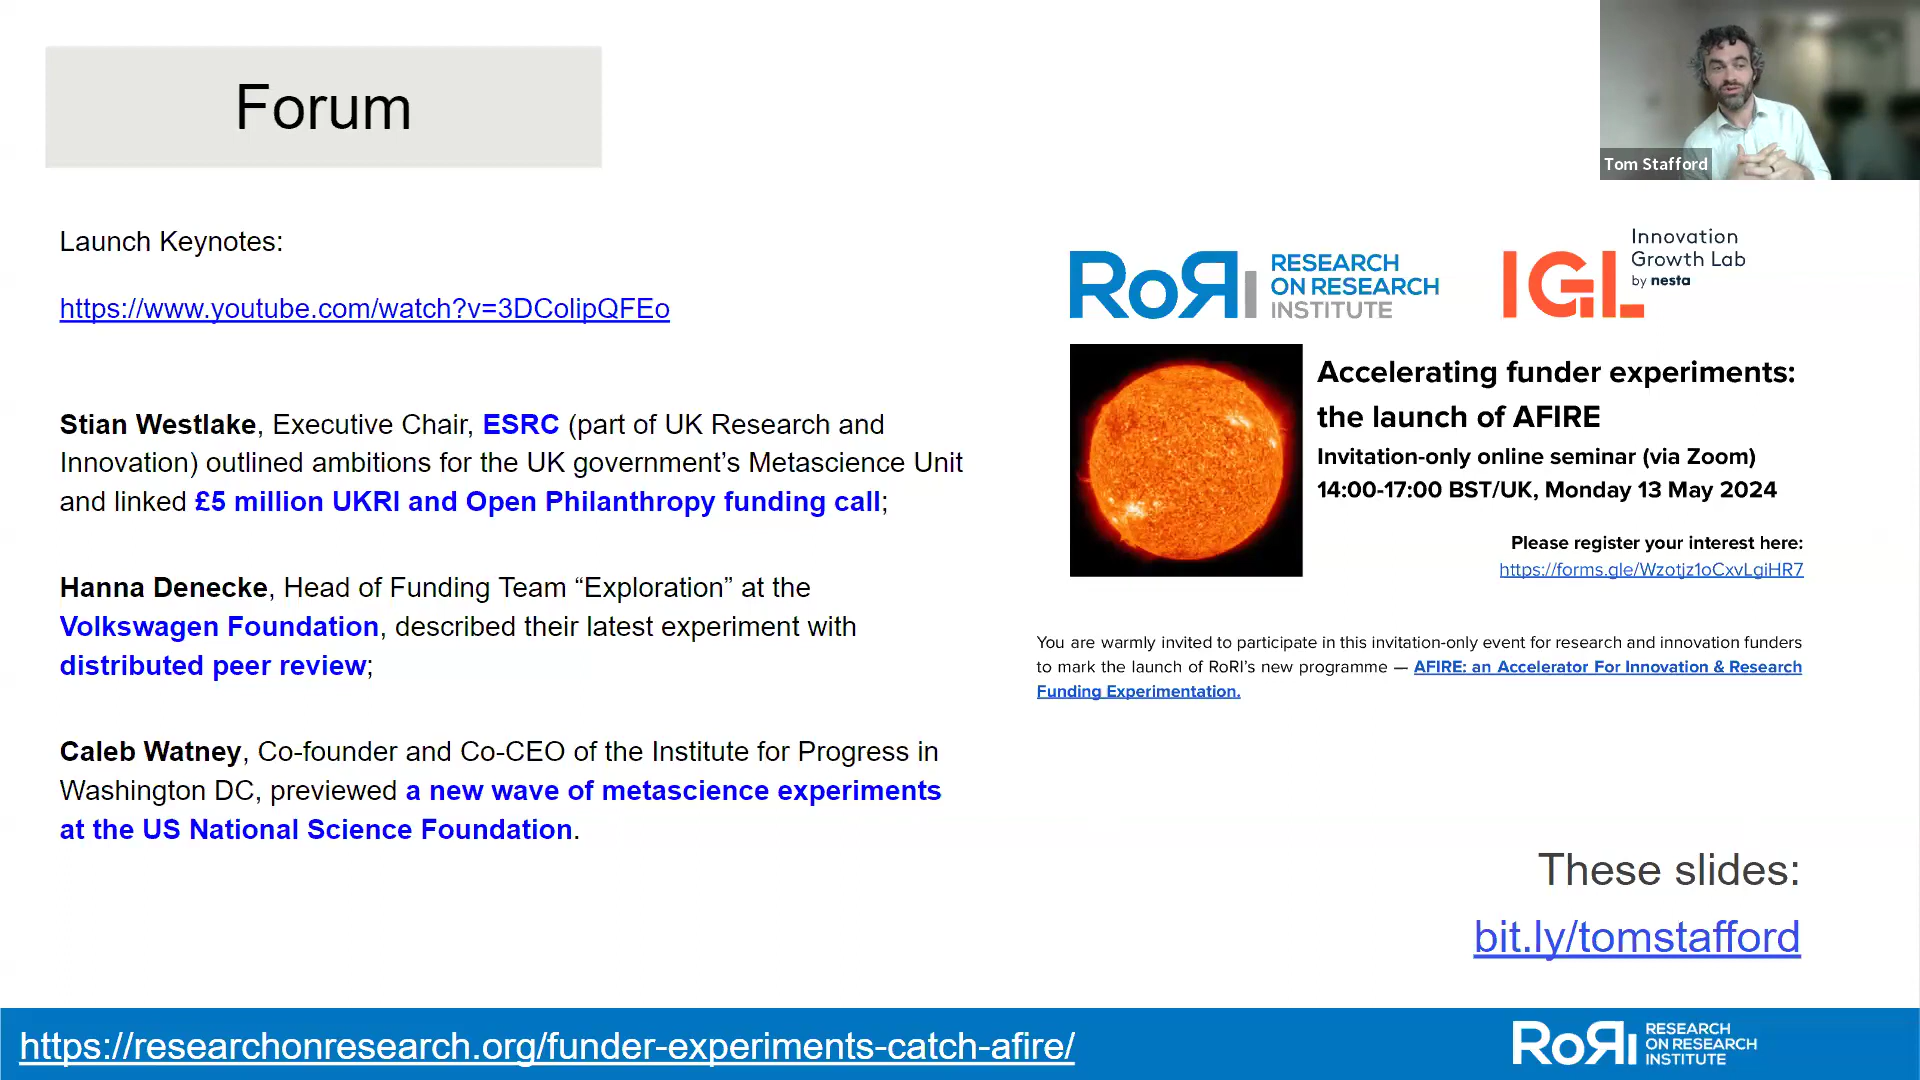 Forum
Tom Stafford
Launch Keynotes:
https://www.youtube.com/watch?v=3DColipQFEo
Stian Westlake, Executive Chair, ESRC (part of UK Research and
Innovation) outlined ambitions for the UK government’s Metascience Unit
and linked £5 million UKRI and Open Philanthropy funding call;
Hanna Denecke, Head of Funding Team “Exploration” at the
Volkswagen Foundation, described their latest experiment with
distributed peer review;
Caleb Watney, Co-founder and Co-CEO of the Institute for Progress in
Washington DC, previewed a new wave of metascience experiments
at the US National Science Foundation.
RoRI
RESEARCH
ON RESEARCH
INSTITUTE
IGL
Innovation
Growth Lab
by nesta
Accelerating funder experiments:
the launch of AFIRE
Invitation-only online seminar (via Zoom)
14:00-17:00 BST/UK, Monday 13 May 2024
Please register your interest here:
https://forms.gle/Wzotjz1oCxvLgiHR7
You are warmly invited to participate in this invitation-only event for research and innovation funders
to mark the launch of RoRI’s new programme — AFIRE: an Accelerator For Innovation & Research
Funding Experimentation.
These slides:
bit.ly/tomstafford
https://researchonresearch.org/funder-experiments-catch-afire/
RoRI
RESEARCH
ON RESEARCH
INSTITUTE